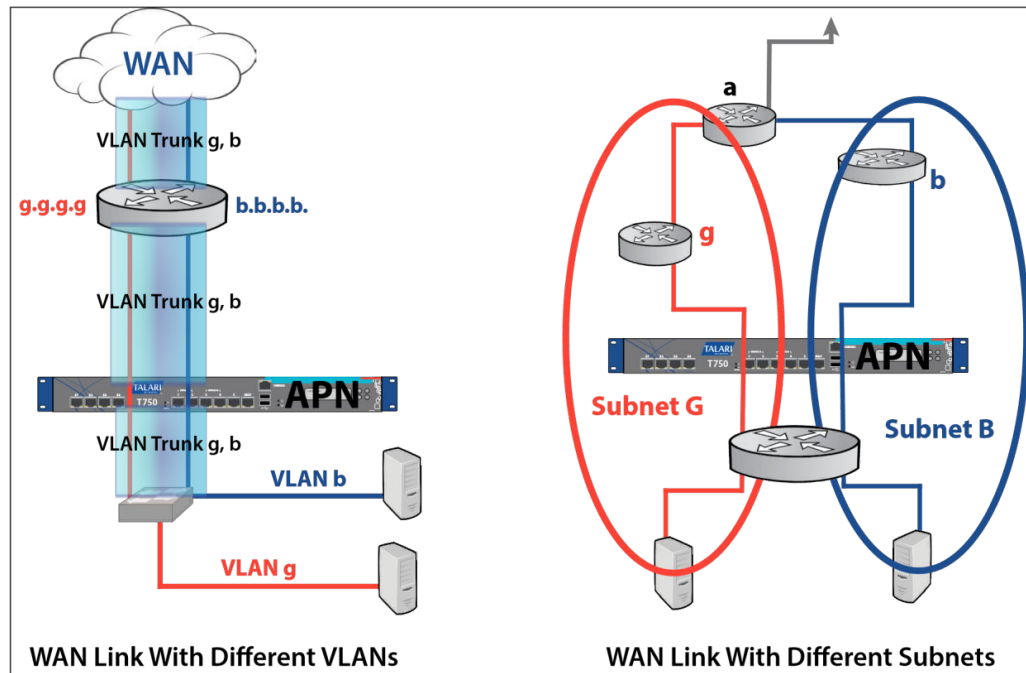 WAN
VLAN Trunk g, b
g.g.g.g
b.b.b.b.
VLAN Trunk g, b
TALARI
T750
APN
VLAN Trunk g, b
VLAN b
VLAN g
WAN Link With Different VLANs
a
b
g
TALARI
T750
APN
Subnet G
Subnet B
WAN Link With Different Subnets